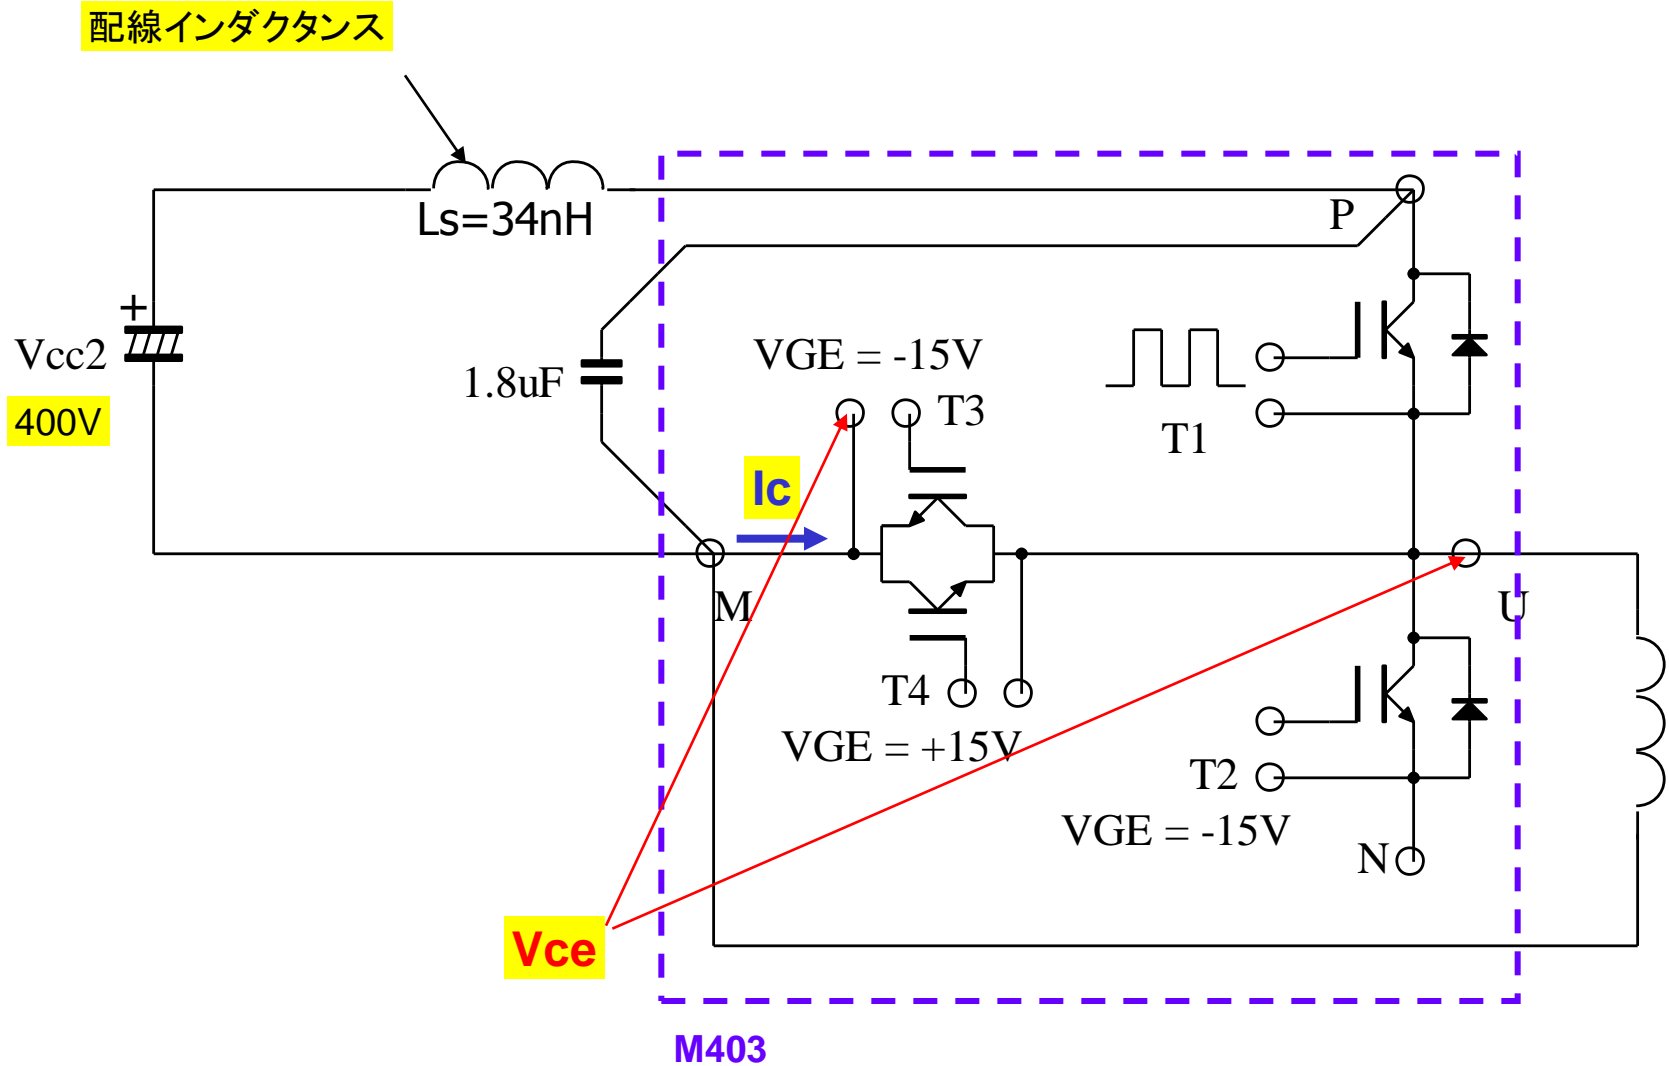 配線インダクタンス
Ls=34nH
P
+
Vcc2
400V
1.8uF
VGE = -15V
T3
T1
Ic
M
U
T4
VGE = +15V
T2
VGE = -15V
N
Vce
M403